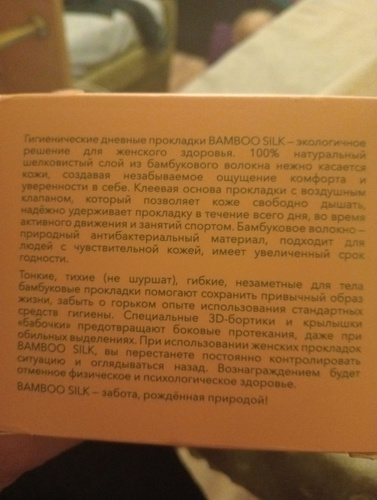 Гигиенические дневные прокладки BAMBOO SILK – экологичное
решение для женского здоровья. 100% натуральный
шелковистый слой из бамбукового волокна нежно касается
кожи, создавая незабываемое ощущение комфорта и
уверенности в себе. Клеевая основа прокладки с воздушным
клапаном, который позволяет коже свободно дышать,
надёжно удерживает прокладку в течение всего дня, во время
активного движения и занятий спортом. Бамбуковое волокно –
природный антибактериальный материал, подходит для
людей с чувствительной кожей, имеет увеличенный срок
годности.
Тонкие, тихие (не шуршат), гибкие, незаметные для тела
бамбуковые прокладки помогают сохранить привычный образ
жизни, забыть о горьком опыте использования стандартных
средств гигиены. Специальные 3D-бортики и крылышки
«бабочки» предотвращают боковые протекания, даже при
обильных выделениях. При использовании женских прокладок
BAMBOO SILK, вы перестанете постоянно контролировать
ситуацию и оглядываться назад. Вознаграждением будет
отменное физическое и психологическое здоровье.
BAMBOO SILK – забота, рождённая природой!